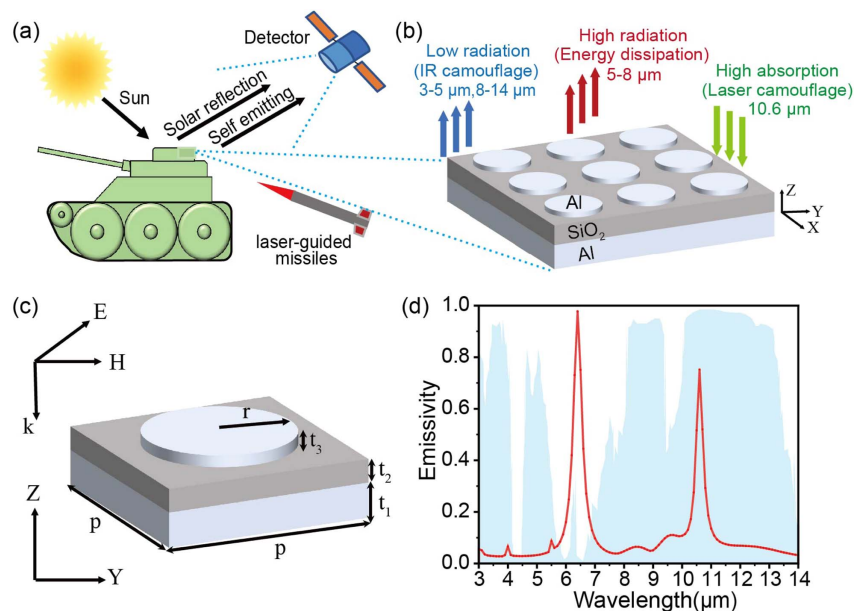 (a)
Sun
Solar reflection
Self emitting
Detector
laser-guided
missiles
(b)
Low radiation
(IR camouflage)
3-5 μm,8-14 μm
High radiation
(Energy dissipation)
5-8 μm
High absorption
(Laser camouflage)
10.6 μm
Al
SiO2
Al
Z
Y
X
(c)
E
H
k
Z
Y
r
t3
t2
t1
p
p
(d)
Emissivity
1.0
0.8
0.6
0.4
0.2
0.0
3 4 5 6 7 8 9 10 11 12 13 14
Wavelength(μm)